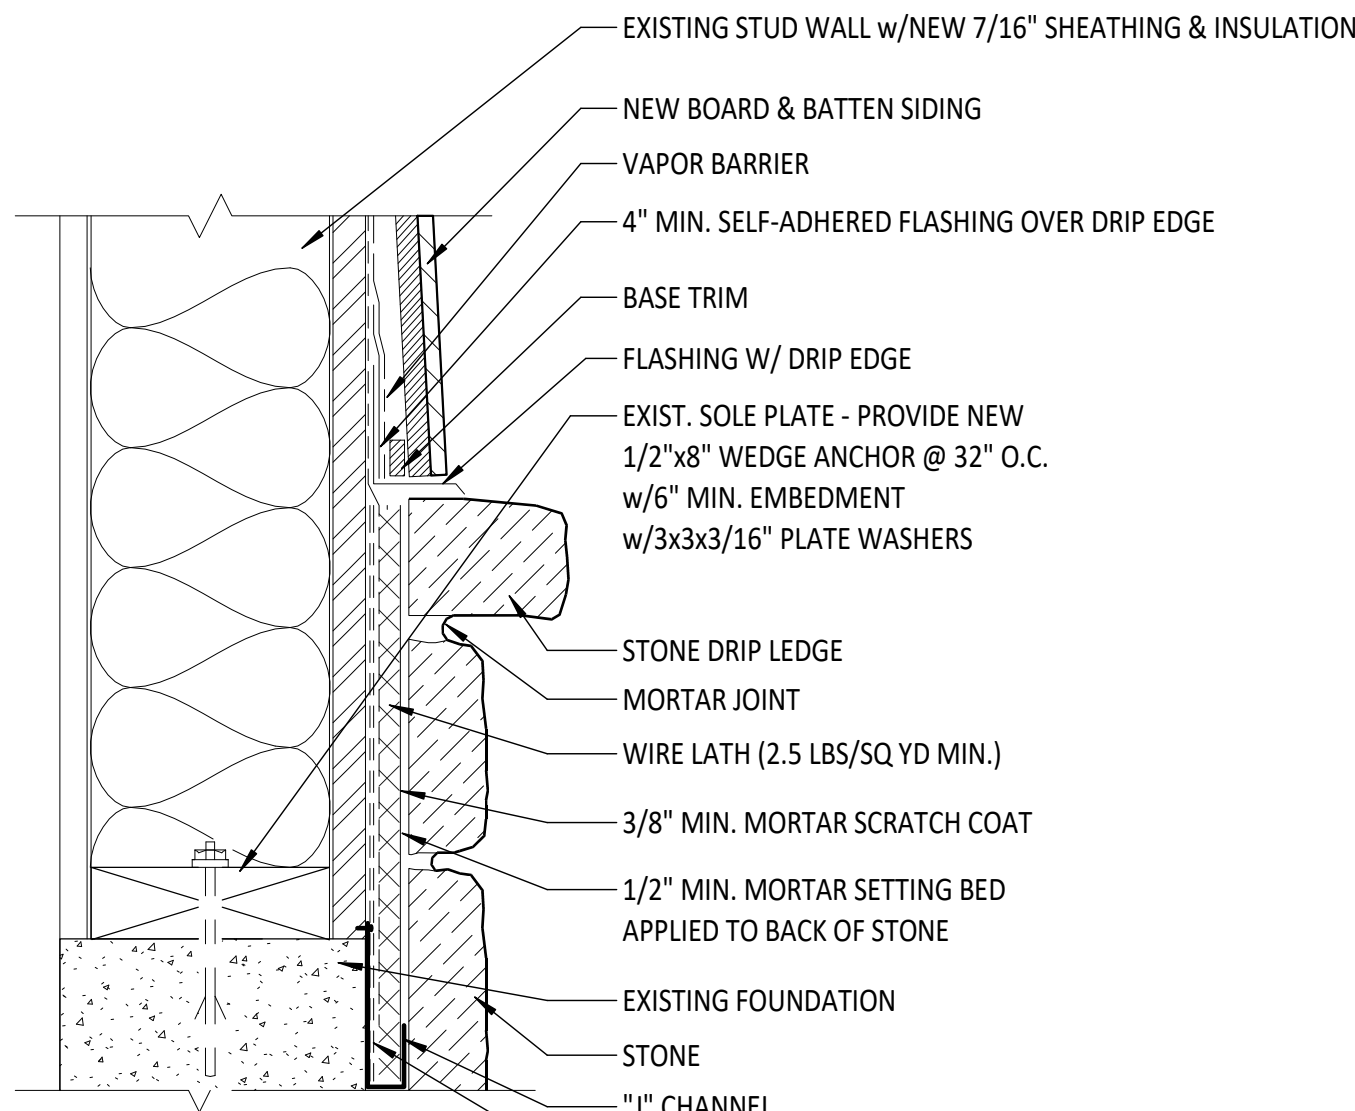 EXISTING STUD WALL w/NEW 7/16" SHEATHING & INSULATION
NEW BOARD & BATTEN SIDING
VAPOR BARRIER
4" MIN. SELF-ADHERED FLASHING OVER DRIP EDGE
BASE TRIM
FLASHING W/ DRIP EDGE
EXIST. SOLE PLATE - PROVIDE NEW
1/2"x8" WEDGE ANCHOR @ 32" O.C.
w/6" MIN. EMBEDMENT
w/3x3x3/16" PLATE WASHERS
STONE DRIP LEDGE
MORTAR JOINT
WIRE LATH (2.5 LBS/SQ YD MIN.)
3/8" MIN. MORTAR SCRATCH COAT
1/2" MIN. MORTAR SETTING BED
APPLIED TO BACK OF STONE
EXISTING FOUNDATION
STONE
"J" CHANNEL